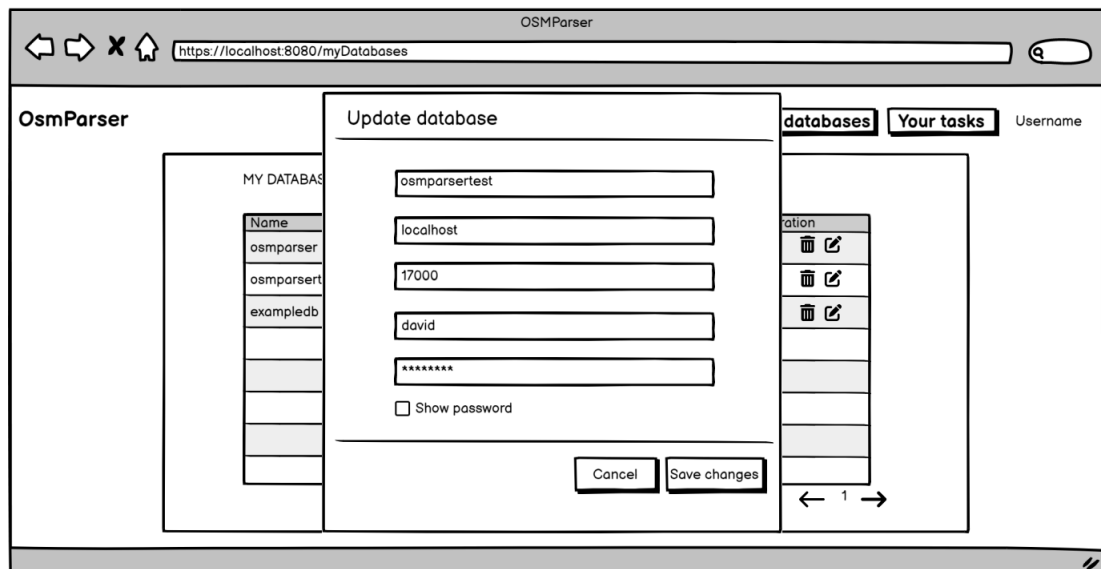 OSMParser
https://localhost:8080/myDatabases
OsmParser
Update database
databases
Your tasks
Username
MY DATABAS
osmparsertest
Name
ration
localhost
osmparser
osmparsert
17000
exampledb
david
********
Show password
Cancel
Save changes
1